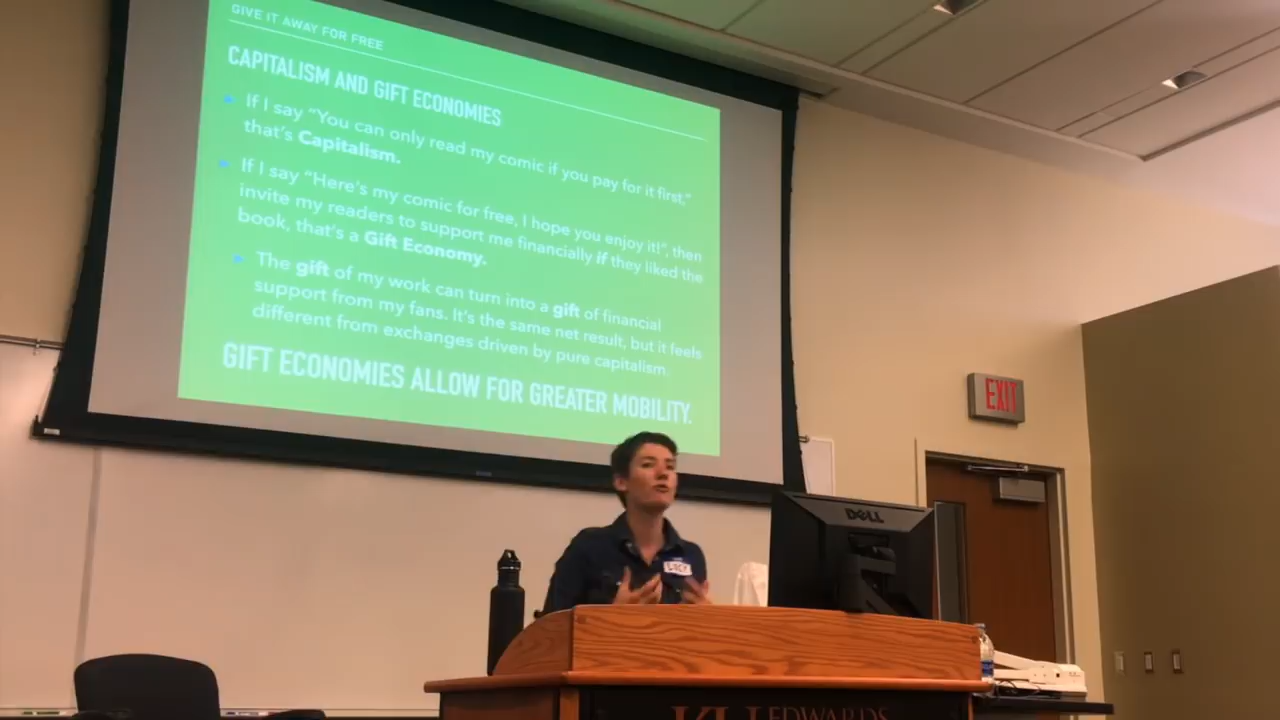 GIVE IT AWAY FOR FREE
CAPITALISM AND GIFT ECONOMIES
If I say “You can only read my comic if you pay for it first,”
that’s Capitalism.
If I say “Here’s my comic for free, I hope you enjoy it!”, then
invite my readers to support me financially if they liked the
book, that’s a Gift Economy.
The gift of my work can turn into a gift of financial
support from my fans. It’s the same net result, but it feels
different from exchanges driven by pure capitalism
GIFT ECONOMIES ALLOW FOR GREATER MOBILITY.
EXIT
DELL
LUCY
KU EDWARDS